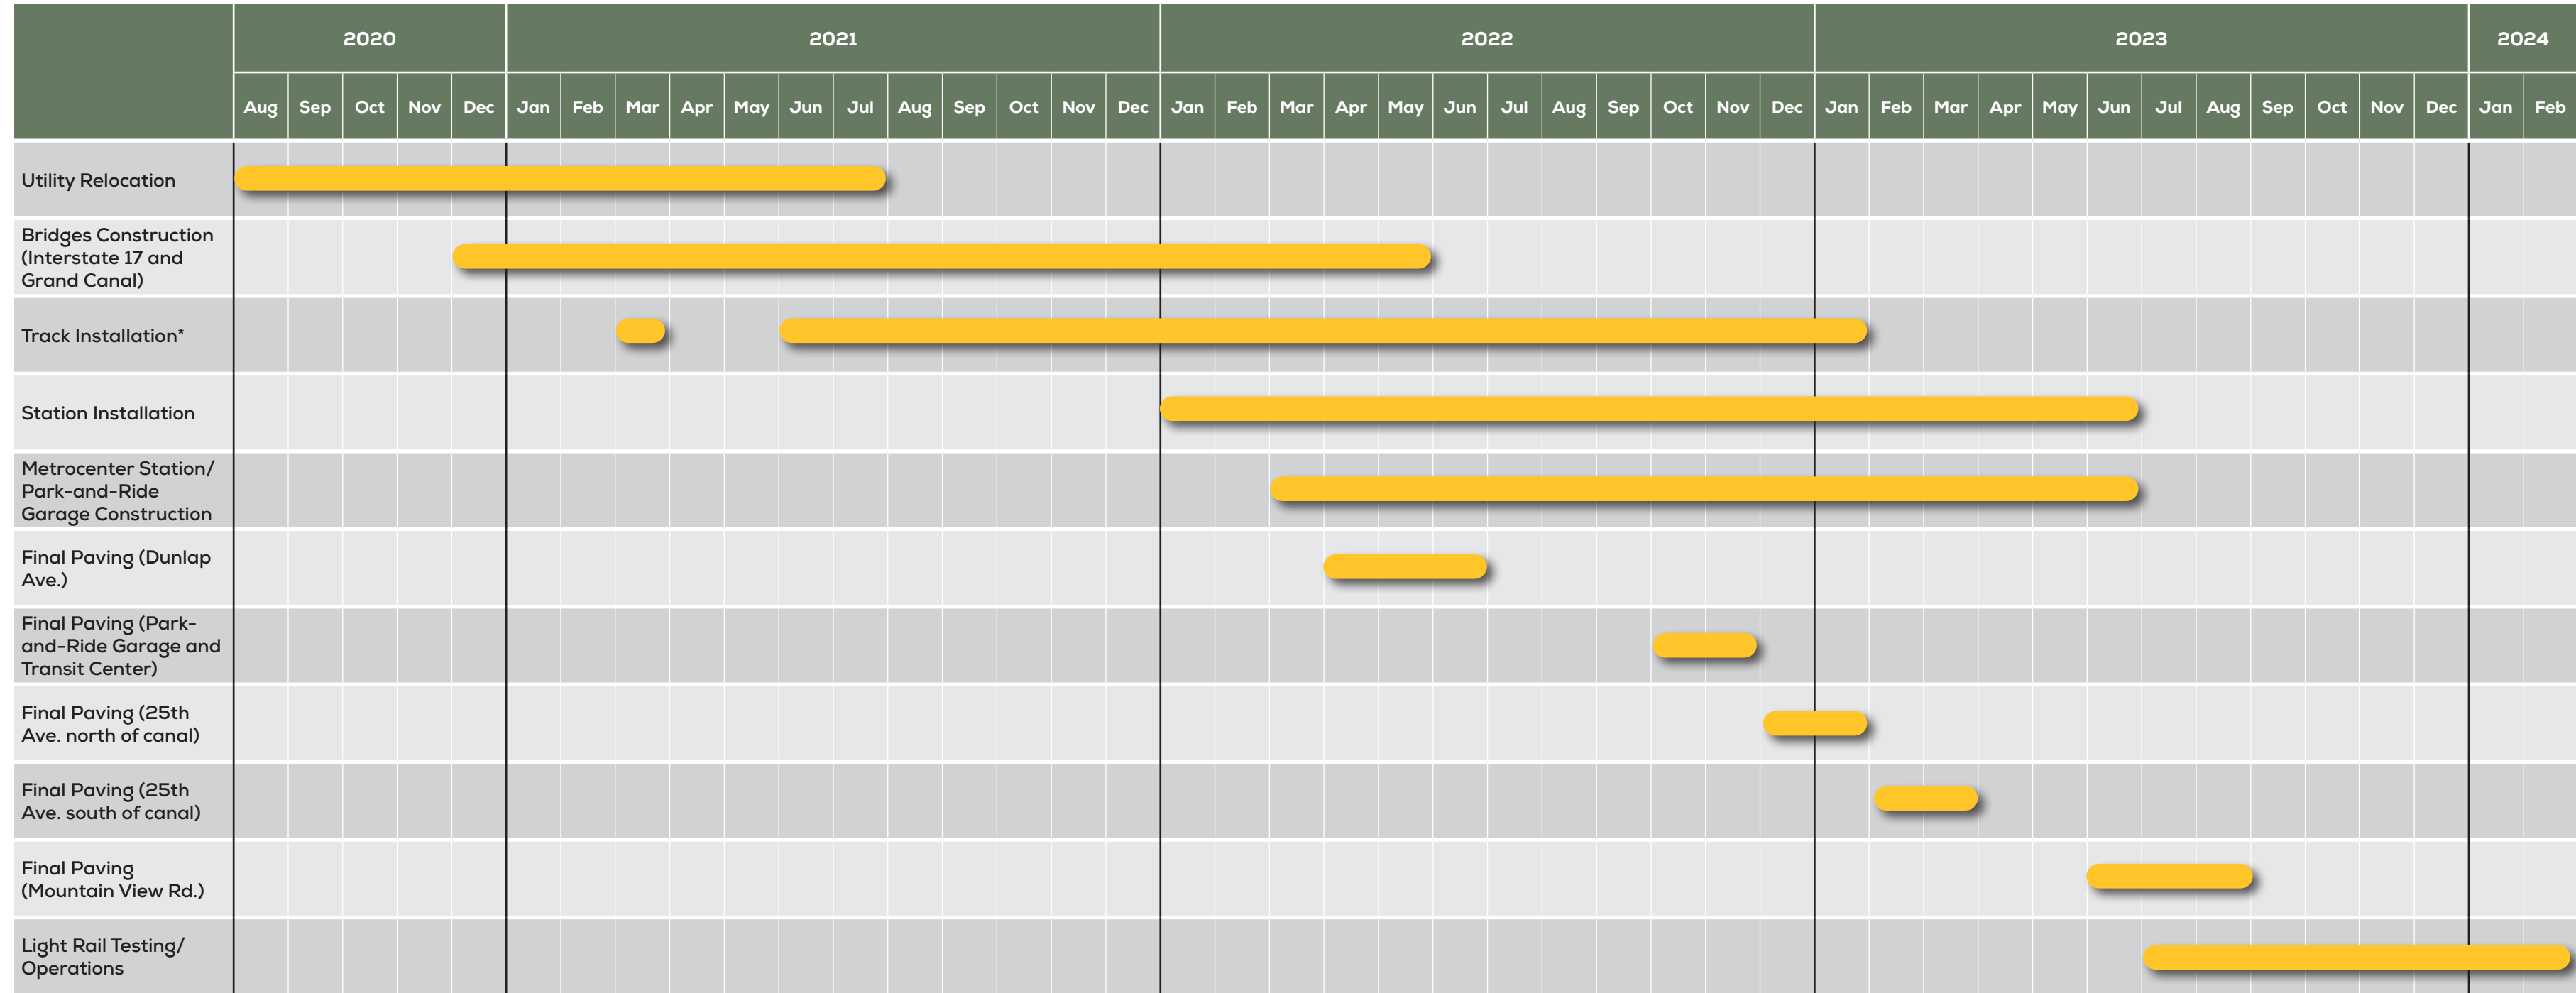 2020 2021 2022 2023 2024
Aug Sep Oct Nov Dec Jan Feb Mar Apr May Jun Jul Aug Sep Oct Nov Dec Jan Feb Mar Apr May Jun Jul Aug Sep Oct Nov Dec Jan Feb Mar Apr May Jun Jul Aug Sep Oct Nov Dec Jan Feb
Utility Relocation
Bridges Construction
(Interstate 17 and
Grand Canal)
Track Installation*
Station Installation
Metrocenter Station/
Park-and-Ride
Garage Construction
Final Paving (Dunlap
Ave.)
Final Paving (Park-
and-Ride Garage and
Transit Center)
Final Paving (25th
Ave. north of canal)
Final Paving (25th
Ave. south of canal)
Final Paving
(Mountain View Rd.)
Light Rail Testing/
Operations